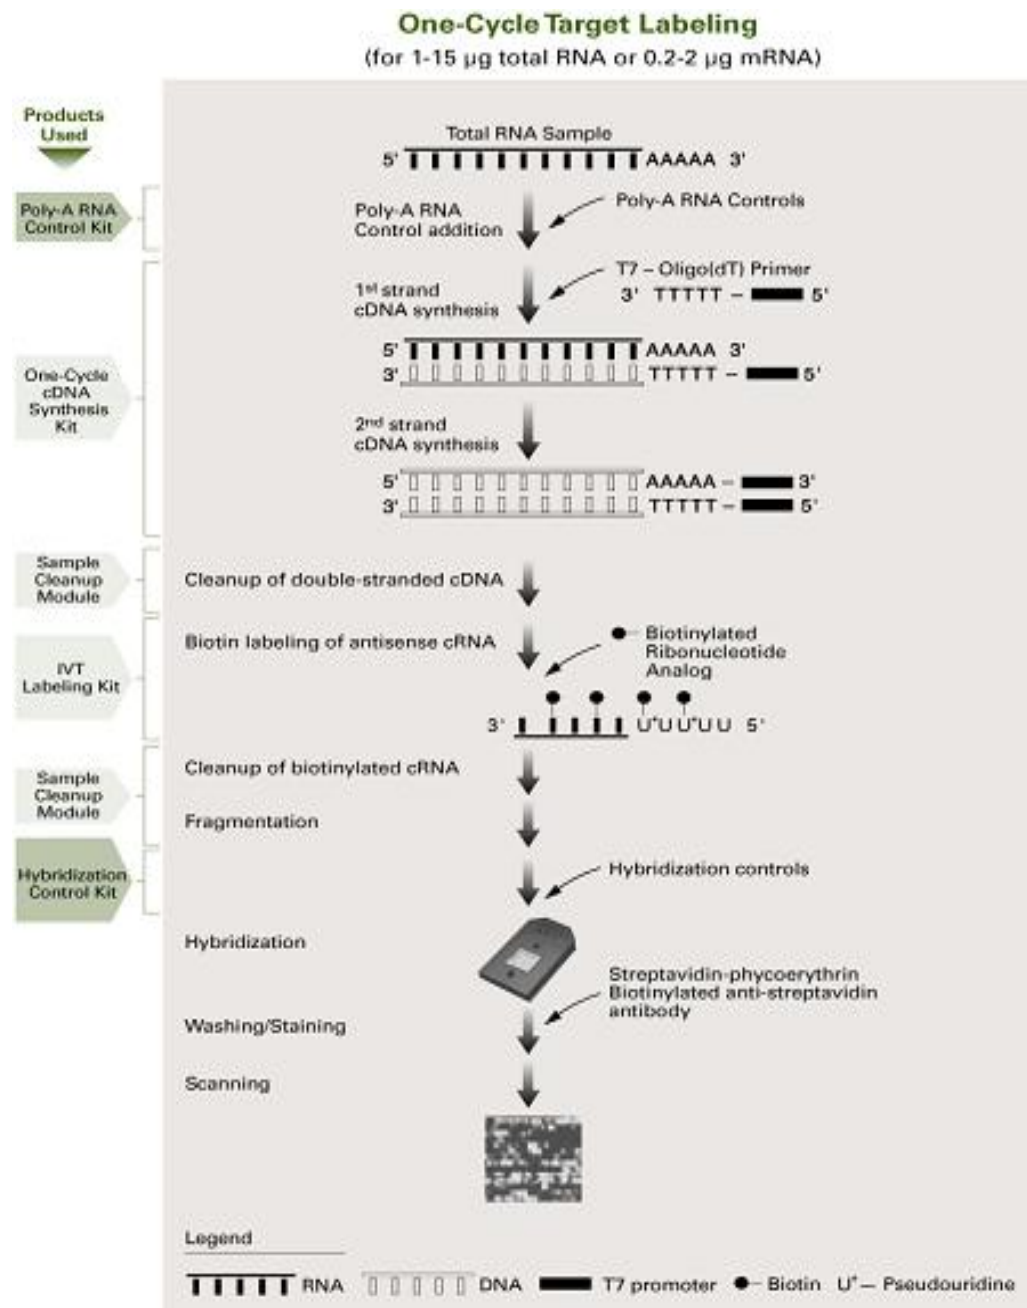 One-Cycle Target Labeling
(for 1-15 µg total RNA or 0.2-2 µg mRNA)
Products
Used
Total RNA Sample
5' AAAAA 3'
Poly-A RNA
Control Kit
Poly-A RNA
Control addition
Poly-A RNA Controls
T7 – Oligo(dT) Primer
3' TTTTT – 5'
1st strand
cDNA synthesis
5' AAAAA 3'
3' TTTTT – 5'
One-Cycle
cDNA
Synthesis
Kit
2nd strand
cDNA synthesis
5' AAAAA – 3'
3' TTTTT – 5'
Sample
Cleanup
Module
Cleanup of double-stranded cDNA
IVT
Labeling Kit
Biotin labeling of antisense cRNA
Biotinylated
Ribonucleotide
Analog
3' U*UU*UU 5'
Sample
Cleanup
Module
Cleanup of biotinylated cRNA
Fragmentation
Hybridization
Control Kit
Hybridization controls
Hybridization
Streptavidin-phycoerythrin
Biotinylated anti-streptavidin
antibody
Washing/Staining
Scanning
Legend
RNA DNA T7 promoter Biotin U* — Pseudouridine